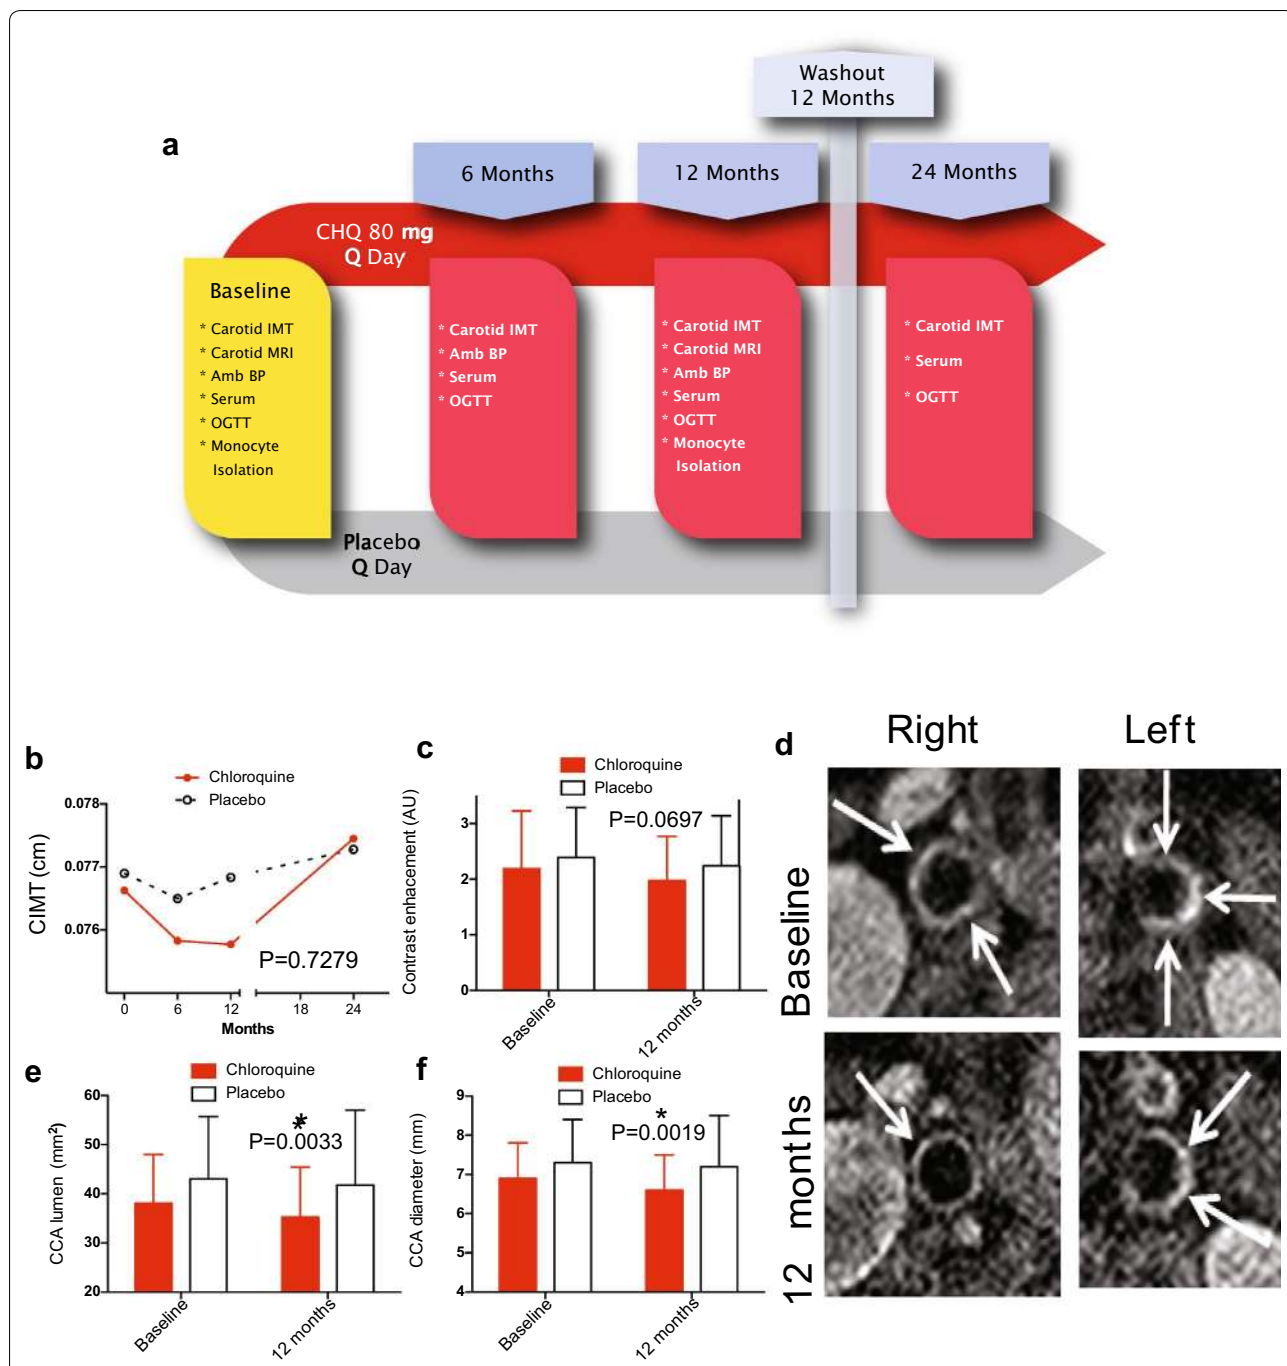 a
Washout
12 Months
6 Months
12 Months
24 Months
CHQ 80 mg
Q Day
Baseline
* Carotid IMT
* Carotid MRI
* Amb BP
* Serum
* OGTT
* Monocyte
Isolation
* Carotid IMT
* Amb BP
* Serum
* OGTT
* Carotid IMT
* Carotid MRI
* Amb BP
* Serum
* OGTT
* Monocyte
Isolation
* Carotid IMT
* Serum
* OGTT
Placebo
Q Day
b
Chloroquine
Placebo
0.078
0.077
0.076
CIMT (cm)
P=0.7279
0
6
12
18
24
Months
c
Chloroquine
Placebo
P=0.0697
Contrast enhacement (AU)
3
2
1
0
Baseline
12 months
d
Right
Left
Baseline
12 months
e
Chloroquine
Placebo
*
*
P=0.0033
CCA lumen (mm²)
60
50
40
30
20
Baseline
12 months
f
Chloroquine
Placebo
*
P=0.0019
CCA diameter (mm)
9
8
7
6
5
4
Baseline
12 months